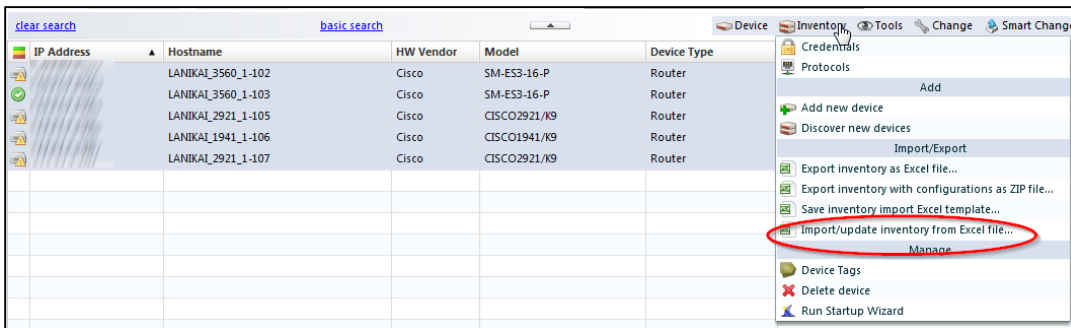 clear search basic search Device Inventory Tools Change Smart Change
IP Address Hostname HW Vendor Model Device Type
LANIKAI_3560_1-102 Cisco SM-ES3-16-P Router
LANIKAI_3560_1-103 Cisco SM-ES3-16-P Router
LANIKAI_2921_1-105 Cisco CISCO2921/K9 Router
LANIKAI_1941_1-106 Cisco CISCO1941/K9 Router
LANIKAI_2921_1-107 Cisco CISCO2921/K9 Router
Credentials
Protocols
Add
Add new device
Discover new devices
Import/Export
Export inventory as Excel file...
Export inventory with configurations as ZIP file...
Save inventory import Excel template...
Import/update inventory from Excel file...
Manage
Device Tags
Delete device
Run Startup Wizard